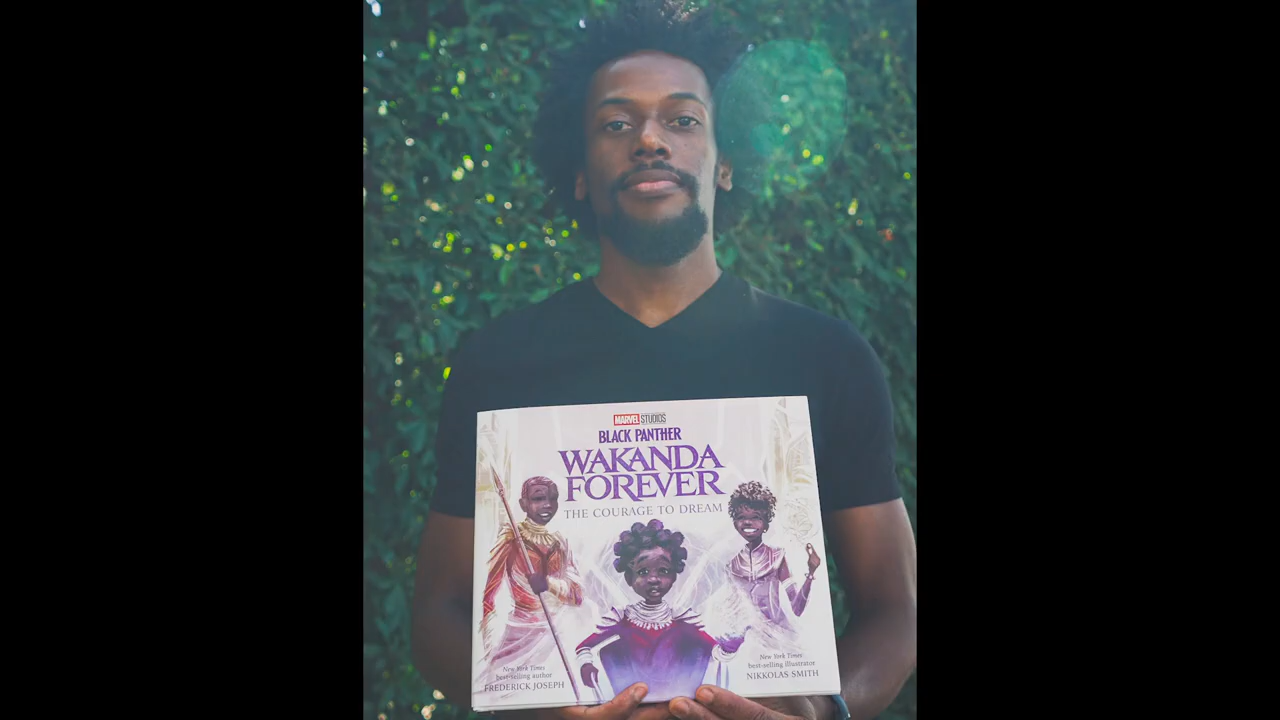 MARVEL STUDIOS
BLACK PANTHER
WAKANDA
FOREVER
THE COURAGE TO DREAM
New York Times
best-selling author
FREDERICK JOSEPH
New York Times
best-selling illustrator
NIKKOLAS SMITH